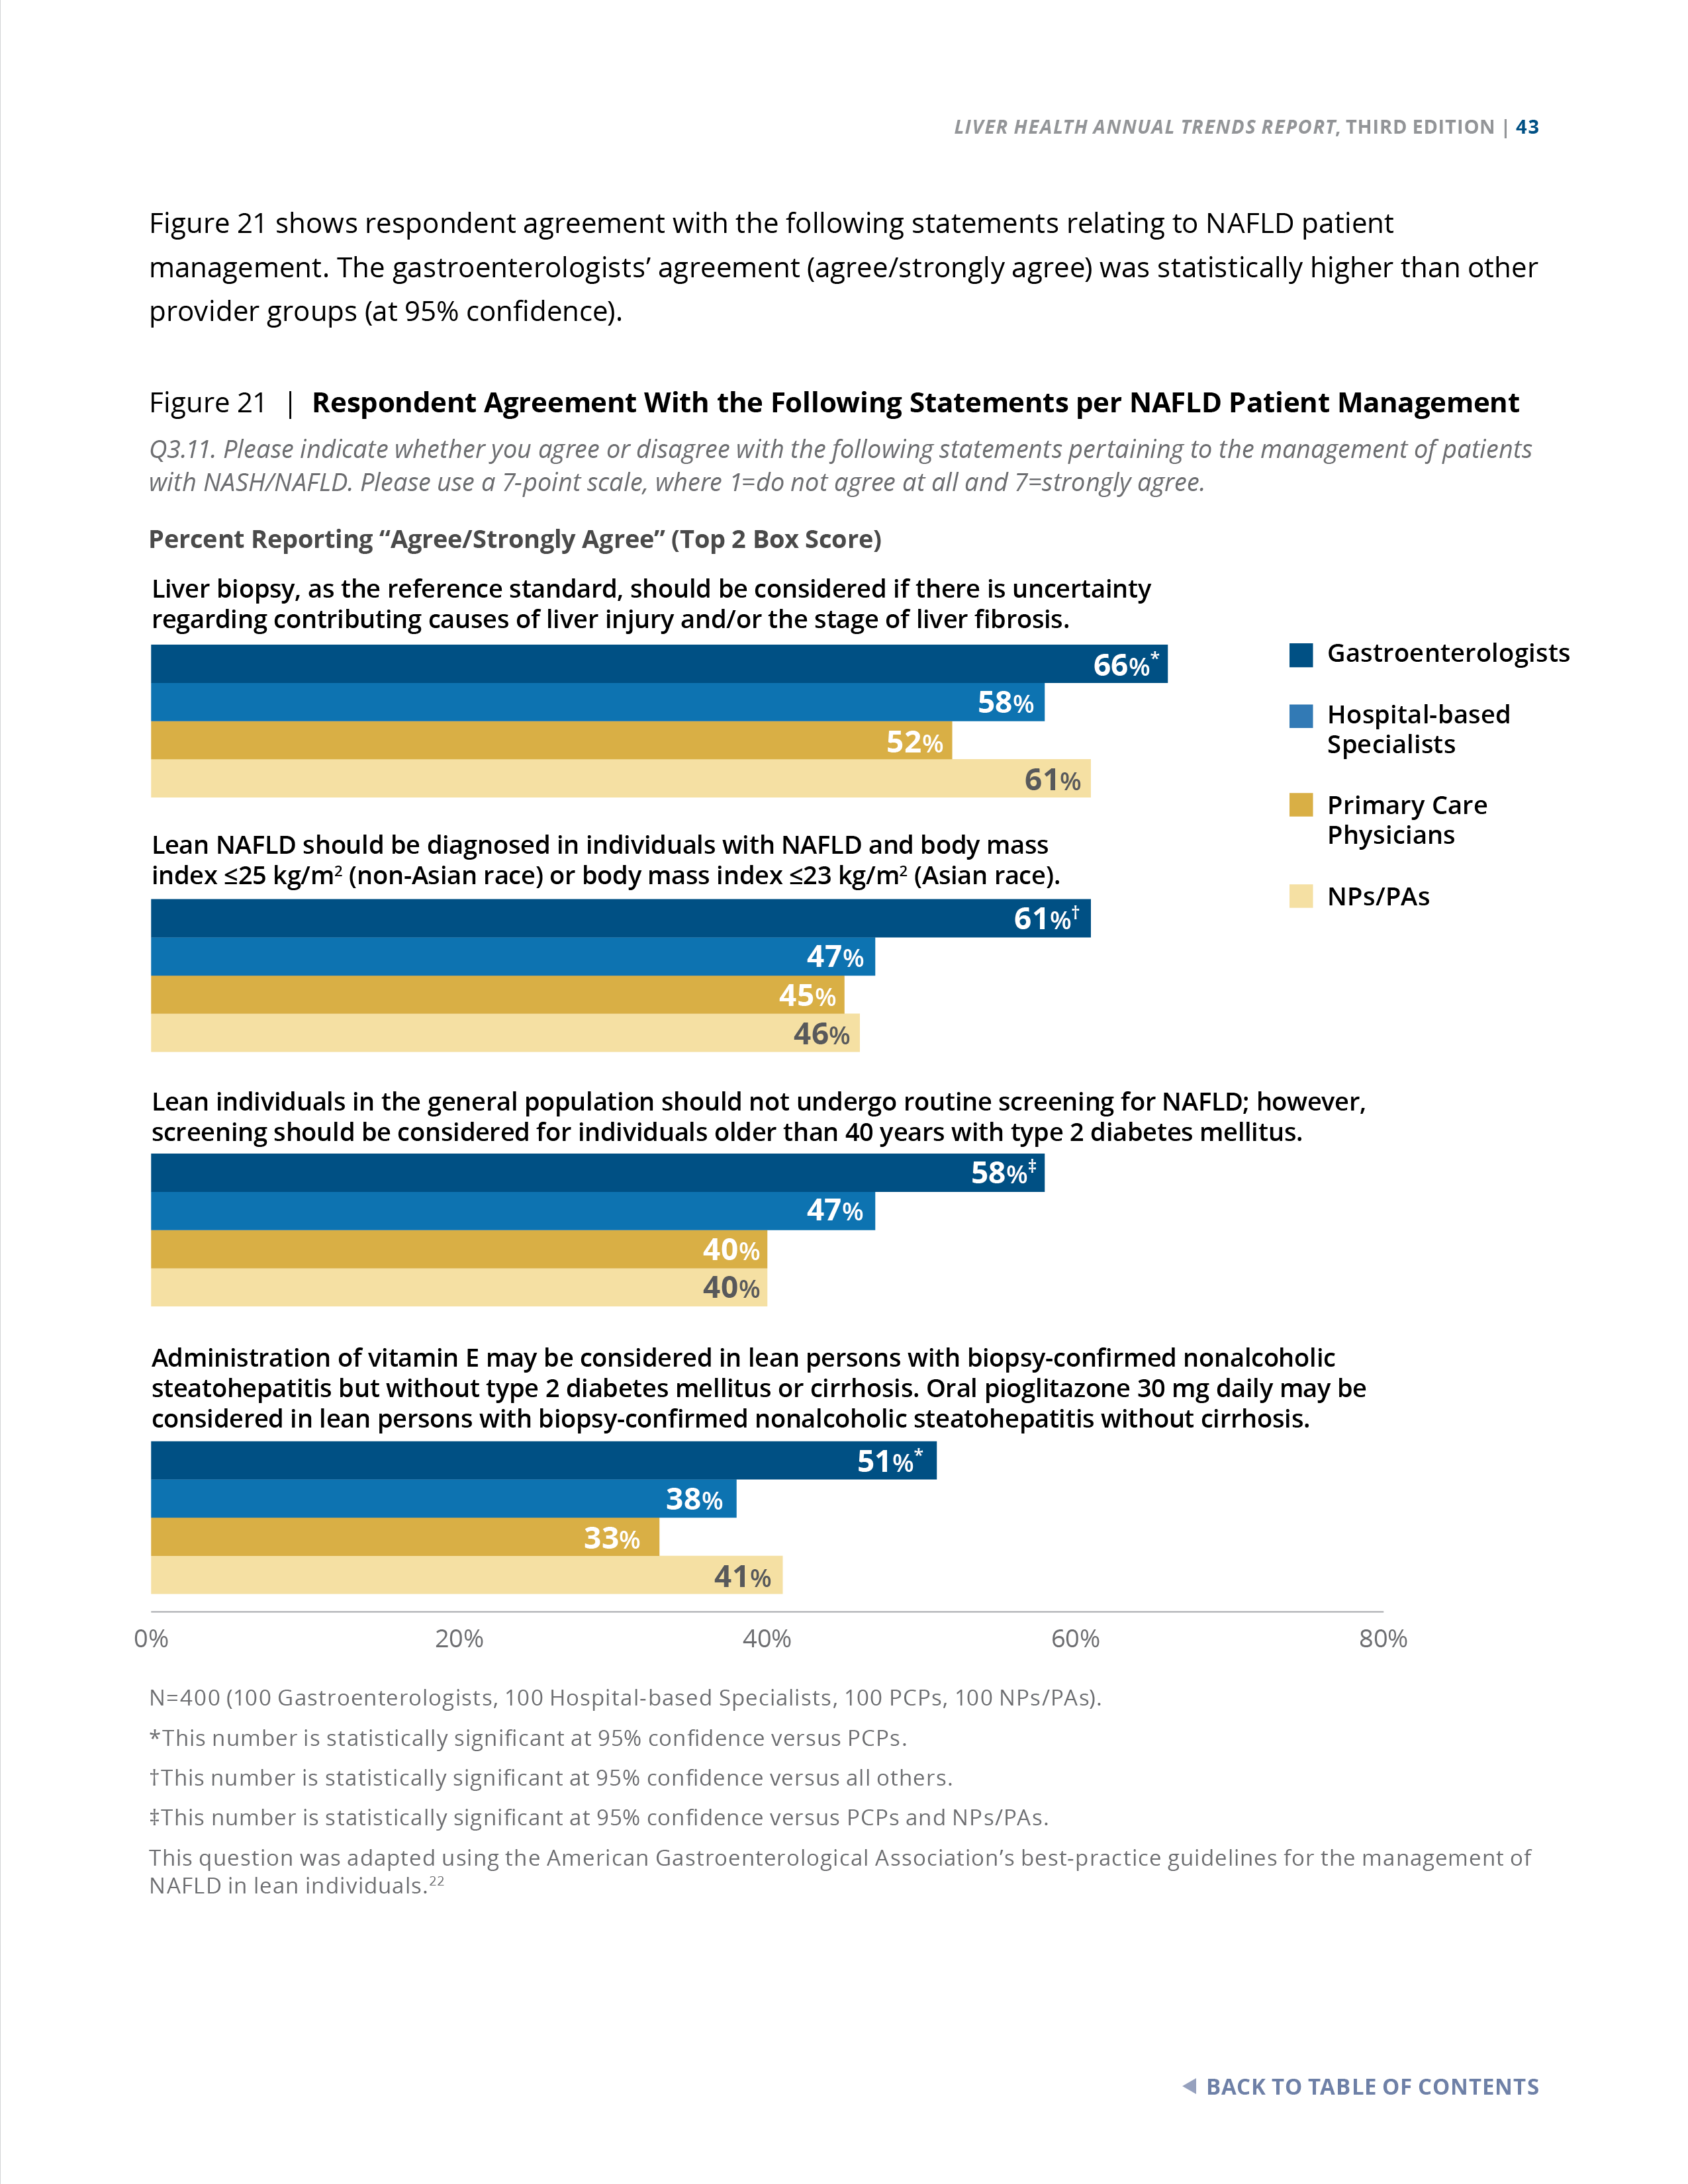 LIVER HEALTH ANNUAL TRENDS REPORT, THIRD EDITION | 43
Figure 21 shows respondent agreement with the following statements relating to NAFLD patient
management. The gastroenterologists’ agreement (agree/strongly agree) was statistically higher than other
provider groups (at 95% confidence).
Figure 21 | Respondent Agreement With the Following Statements per NAFLD Patient Management
Q3.11. Please indicate whether you agree or disagree with the following statements pertaining to the management of patients
with NASH/NAFLD. Please use a 7-point scale, where 1=do not agree at all and 7=strongly agree.
Percent Reporting “Agree/Strongly Agree” (Top 2 Box Score)
Liver biopsy, as the reference standard, should be considered if there is uncertainty
regarding contributing causes of liver injury and/or the stage of liver fibrosis.
66%*
58%
52%
61%
Gastroenterologists
Hospital-based
Specialists
Primary Care
Physicians
NPs/PAs
Lean NAFLD should be diagnosed in individuals with NAFLD and body mass
index ≤25 kg/m² (non-Asian race) or body mass index ≤23 kg/m² (Asian race).
61%†
47%
45%
46%
Lean individuals in the general population should not undergo routine screening for NAFLD; however,
screening should be considered for individuals older than 40 years with type 2 diabetes mellitus.
58%‡
47%
40%
40%
Administration of vitamin E may be considered in lean persons with biopsy-confirmed nonalcoholic
steatohepatitis but without type 2 diabetes mellitus or cirrhosis. Oral pioglitazone 30 mg daily may be
considered in lean persons with biopsy-confirmed nonalcoholic steatohepatitis without cirrhosis.
51%*
38%
33%
41%
0% 20% 40% 60% 80%
N=400 (100 Gastroenterologists, 100 Hospital-based Specialists, 100 PCPs, 100 NPs/PAs).
*This number is statistically significant at 95% confidence versus PCPs.
†This number is statistically significant at 95% confidence versus all others.
‡This number is statistically significant at 95% confidence versus PCPs and NPs/PAs.
This question was adapted using the American Gastroenterological Association’s best-practice guidelines for the management of
NAFLD in lean individuals.²²
◀ BACK TO TABLE OF CONTENTS